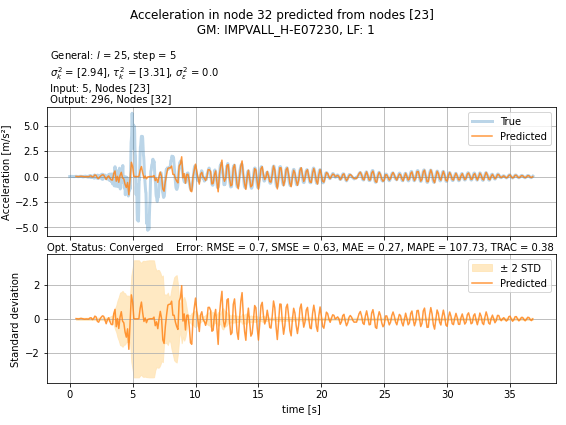 Acceleration in node 32 predicted from nodes [23]
GM: IMPVALL_H-E07230, LF: 1
General: l = 25, step = 5
σ²ₖ = [2.94], τ²ₖ = [3.31], σ²ε = 0.0
Input: 5, Nodes [23]
Output: 296, Nodes [32]
Acceleration [m/s²]
5.0
2.5
0.0
−2.5
−5.0
True
Predicted
Opt. Status: Converged Error: RMSE = 0.7, SMSE = 0.63, MAE = 0.27, MAPE = 107.73, TRAC = 0.38
Standard deviation
2
0
−2
± 2 STD
Predicted
0 5 10 15 20 25 30 35
time [s]